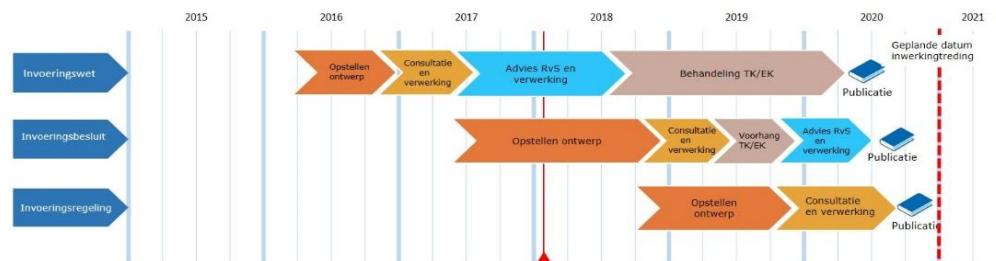 2015 2016 2017 2018 2019 2020 2021
Geplande datum
inwerkingtreding
Invoeringswet
Opstellen
ontwerp
Consultatie
en
verwerking
Advies RvS en
verwerking
Behandeling TK/EK
Publicatie
Invoeringsbesluit
Opstellen ontwerp
Consultatie
en
verwerking
Voorhang
TK/EK
Advies RvS
en
verwerking
Publicatie
Invoeringsregeling
Opstellen
ontwerp
Consultatie
en verwerking
Publicatie